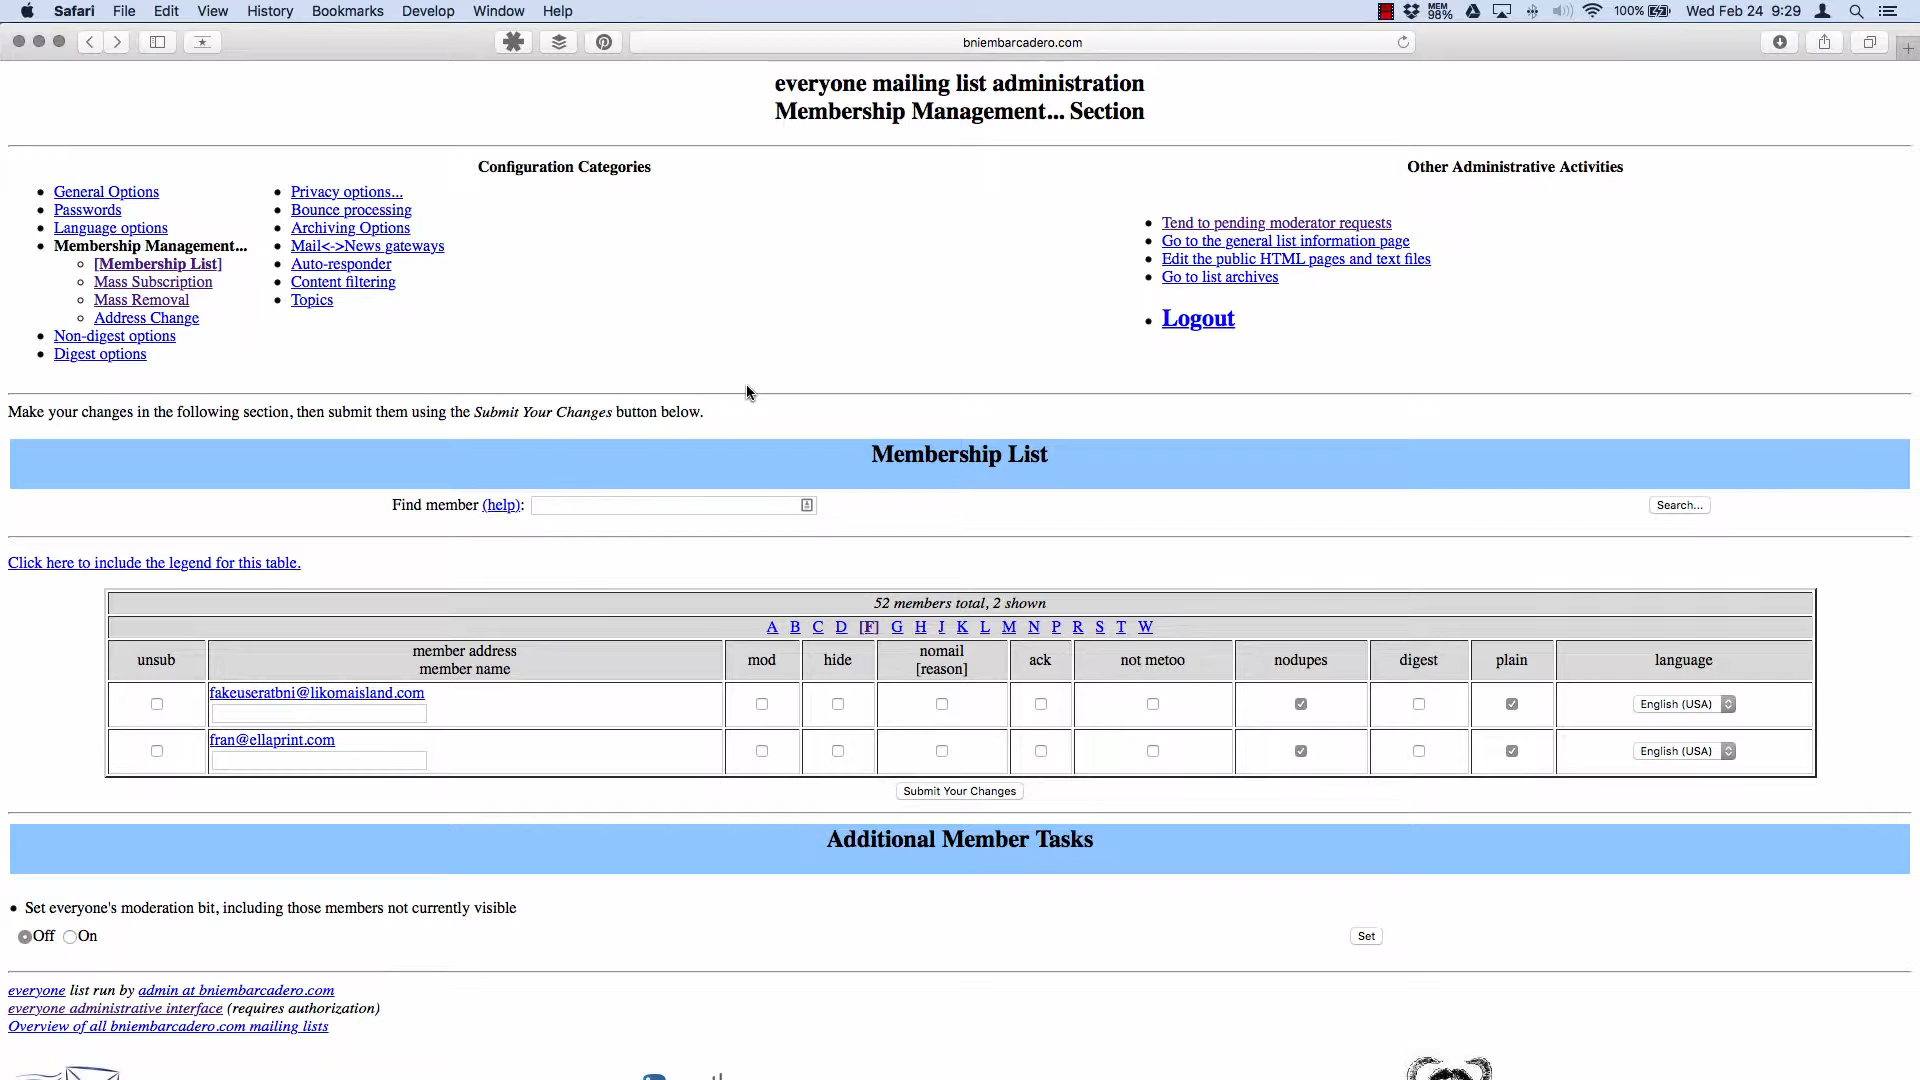 Safari File Edit View History Bookmarks Develop Window Help MEM 98% 100% Wed Feb 24 9:29
bniembarcadero.com
everyone mailing list administration
Membership Management... Section
Configuration Categories
General Options
Passwords
Language options
Membership Management...
[Membership List]
Mass Subscription
Mass Removal
Address Change
Non-digest options
Digest options
Privacy options...
Bounce processing
Archiving Options
Mail<->News gateways
Auto-responder
Content filtering
Topics
Other Administrative Activities
Tend to pending moderator requests
Go to the general list information page
Edit the public HTML pages and text files
Go to list archives
Logout
Make your changes in the following section, then submit them using the Submit Your Changes button below.
Membership List
Find member (help): Search...
Click here to include the legend for this table.
52 members total, 2 shown
A B C D [F] G H J K L M N P R S T W
unsub member address member name mod hide nomail [reason] ack not metoo nodupes digest plain language
fakeuseratbni@likomaisland.com English (USA)
fran@ellaprint.com English (USA)
Submit Your Changes
Additional Member Tasks
Set everyone's moderation bit, including those members not currently visible
Off On Set
everyone list run by admin at bniembarcadero.com
everyone administrative interface (requires authorization)
Overview of all bniembarcadero.com mailing lists